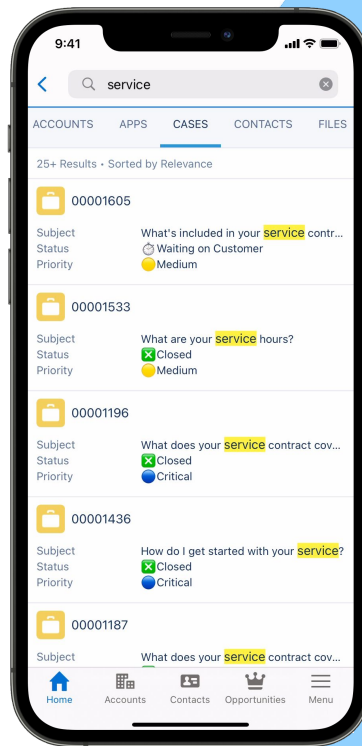 9:41
service
ACCOUNTS APPS CASES CONTACTS FILES
25+ Results • Sorted by Relevance
00001605
Subject What's included in your service contr...
Status Waiting on Customer
Priority Medium
00001533
Subject What are your service hours?
Status Closed
Priority Medium
00001196
Subject What does your service contract cov...
Status Closed
Priority Critical
00001436
Subject How do I get started with your service?
Status Closed
Priority Critical
00001187
Subject What does your service contract cov...
Home Accounts Contacts Opportunities Menu